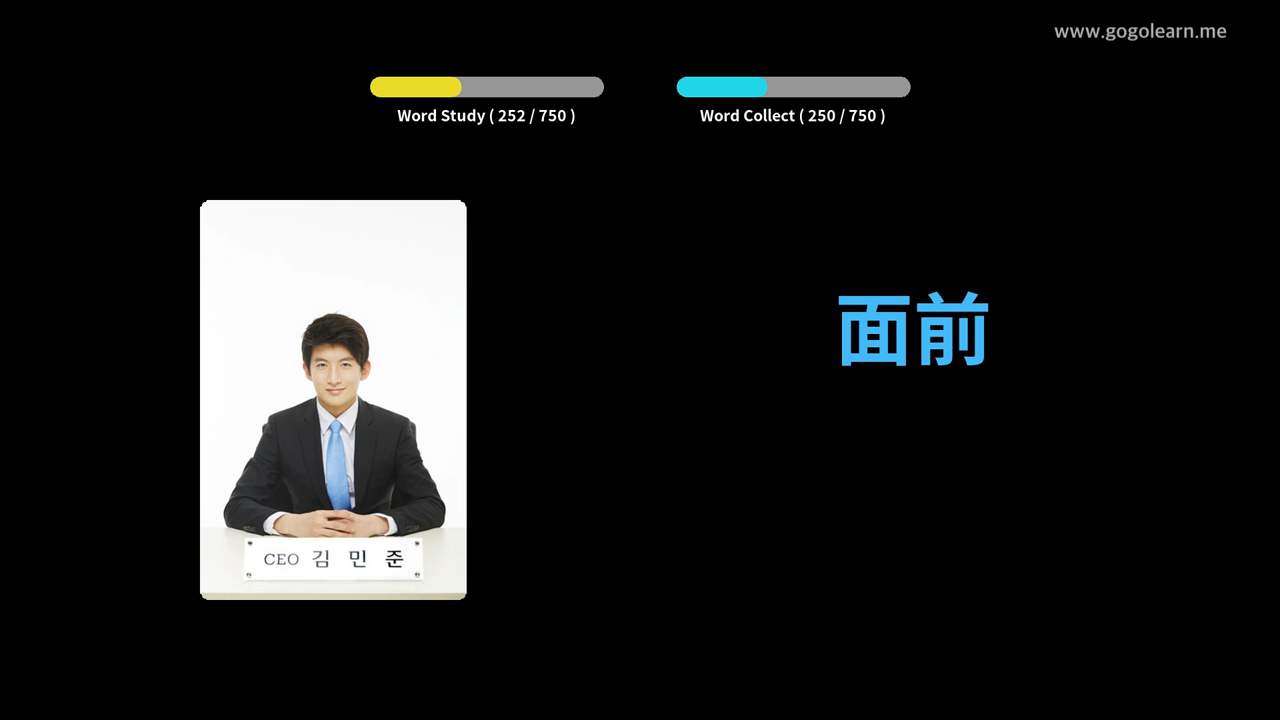 www.gogolearn.me
Word Study ( 252 / 750 )
Word Collect ( 250 / 750 )
面前
CEO 김 민 준